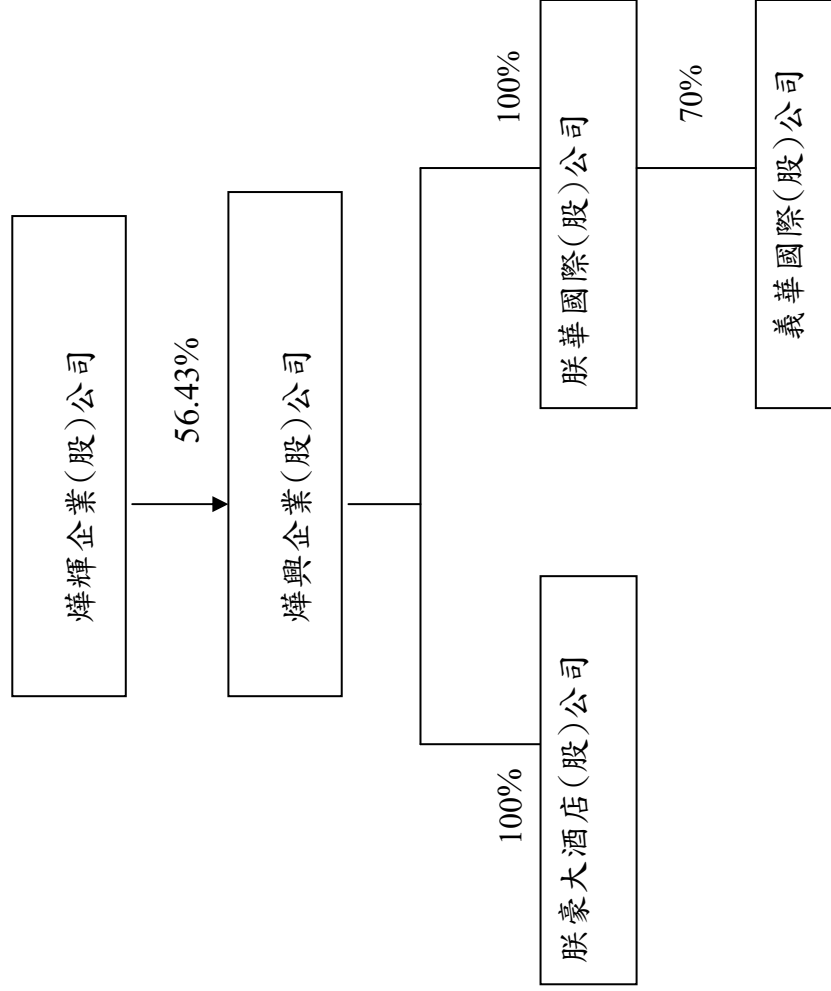 燁輝企業(股)公司
56.43%
燁興企業(股)公司
100%
100%
朕豪大酒店(股)公司
朕華國際(股)公司
70%
義華國際(股)公司